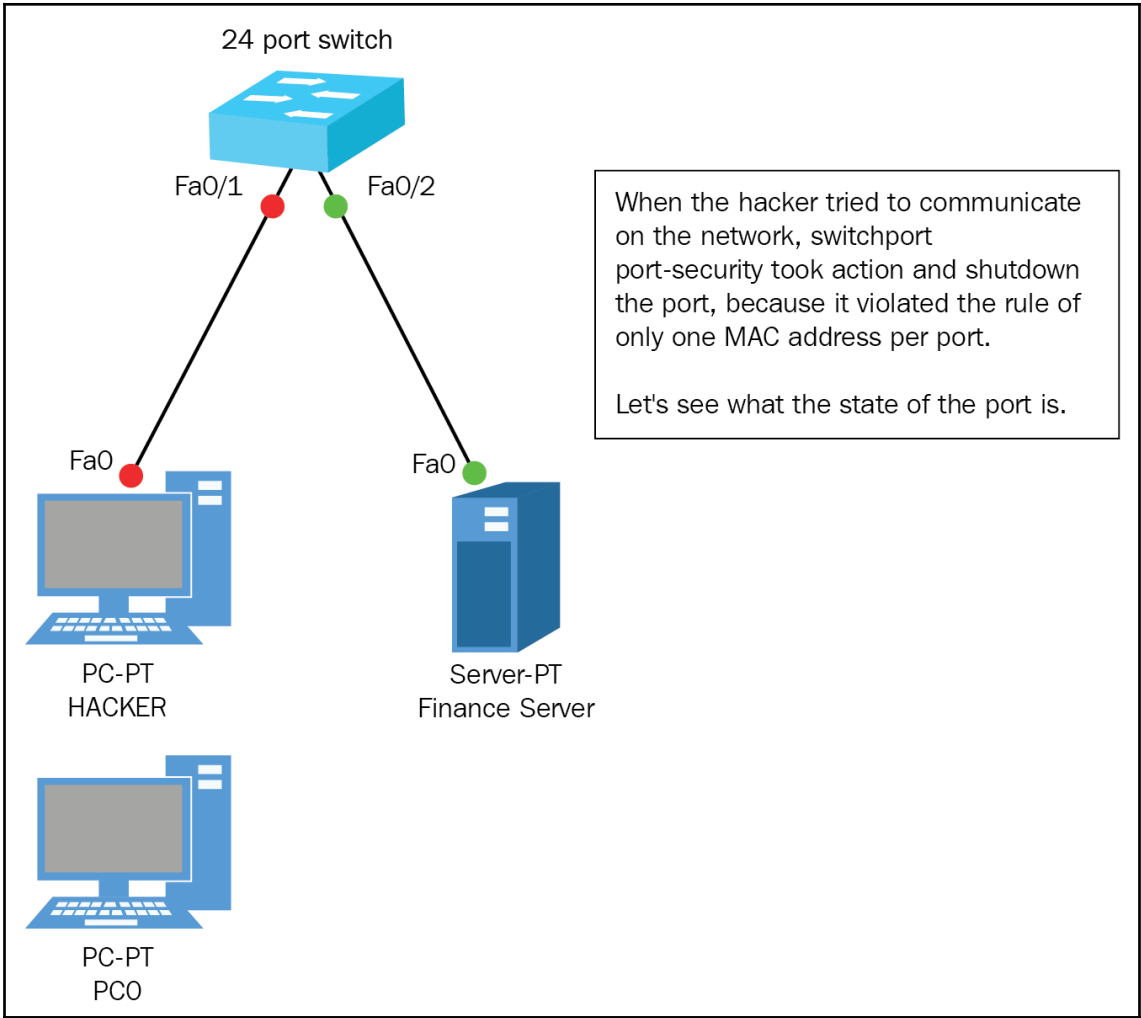 24 port switch
Fa0/1
Fa0/2
When the hacker tried to communicate
on the network, switchport
port-security took action and shutdown
the port, because it violated the rule of
only one MAC address per port.
Let's see what the state of the port is.
Fa0
Fa0
PC-PT
HACKER
Server-PT
Finance Server
PC-PT
PC0